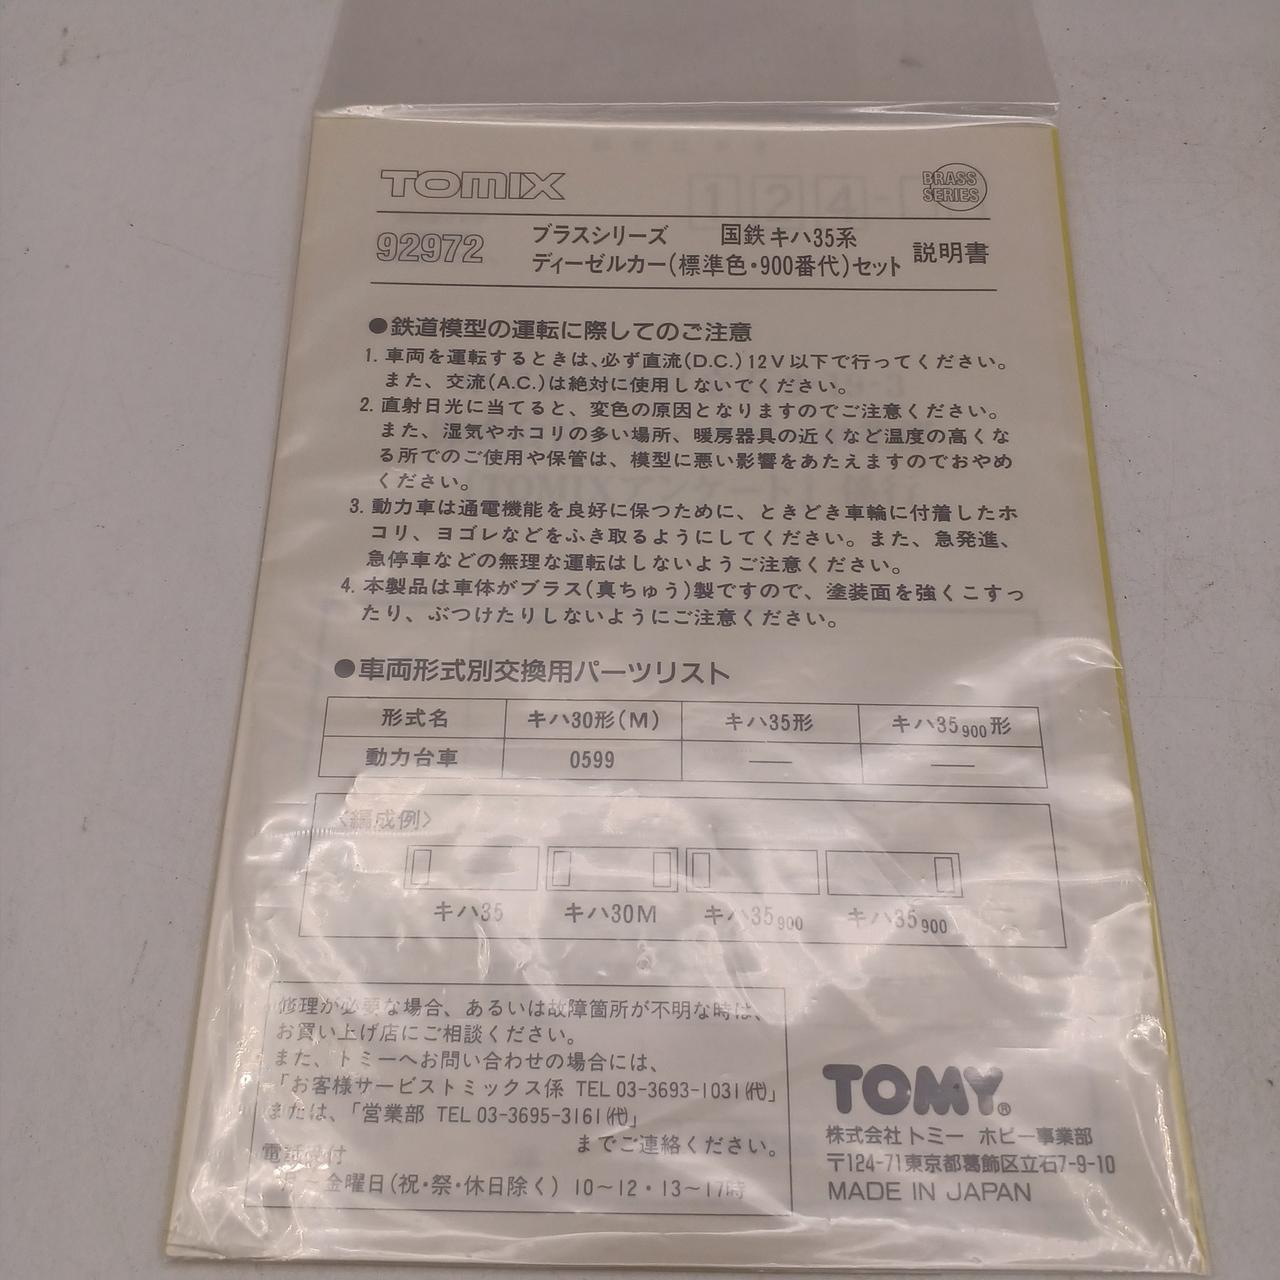 TOMIX
BRASS SERIES
92972
ブラスシリーズ 国鉄キハ35系
ディーゼルカー(標準色・900番代)セット
説明書
●鉄道模型の運転に際してのご注意
1. 車両を運転するときは、必ず直流(D.C.)12V以下で行ってください。
また、交流(A.C.)は絶対に使用しないでください。
2. 直射日光に当てると、変色の原因となりますのでご注意ください。
また、湿気やホコリの多い場所、暖房器具の近くなど温度の高くな
る所でのご使用や保管は、模型に悪い影響をあたえますのでおやめ
ください。
3. 動力車は通電機能を良好に保つために、ときどき車輪に付着したホ
コリ、ヨゴレなどをふき取るようにしてください。また、急発進、
急停車などの無理な運転はしないようご注意ください。
4. 本製品は車体がブラス(真ちゅう)製ですので、塗装面を強くこすっ
たり、ぶつけたりしないようにご注意ください。
●車両形式別交換用パーツリスト
形式名 キハ30形(M) キハ35形 キハ35900形
動力台車 0599 — —
〈編成例〉
キハ35 キハ30M キハ35900 キハ35900
修理が必要な場合、あるいは故障箇所が不明な時は、
お買い上げ店にご相談ください。
また、トミーへお問い合わせの場合には、
「お客様サービストミックス係 TEL 03-3693-1031(代)」
または、「営業部 TEL 03-3695-3161(代)」
までご連絡ください。
電話受付
月～金曜日(祝・祭・休日除く) 10～12・13～17時
TOMY®
株式会社トミー ホビー事業部
〒124-71東京都葛飾区立石7-9-10
MADE IN JAPAN